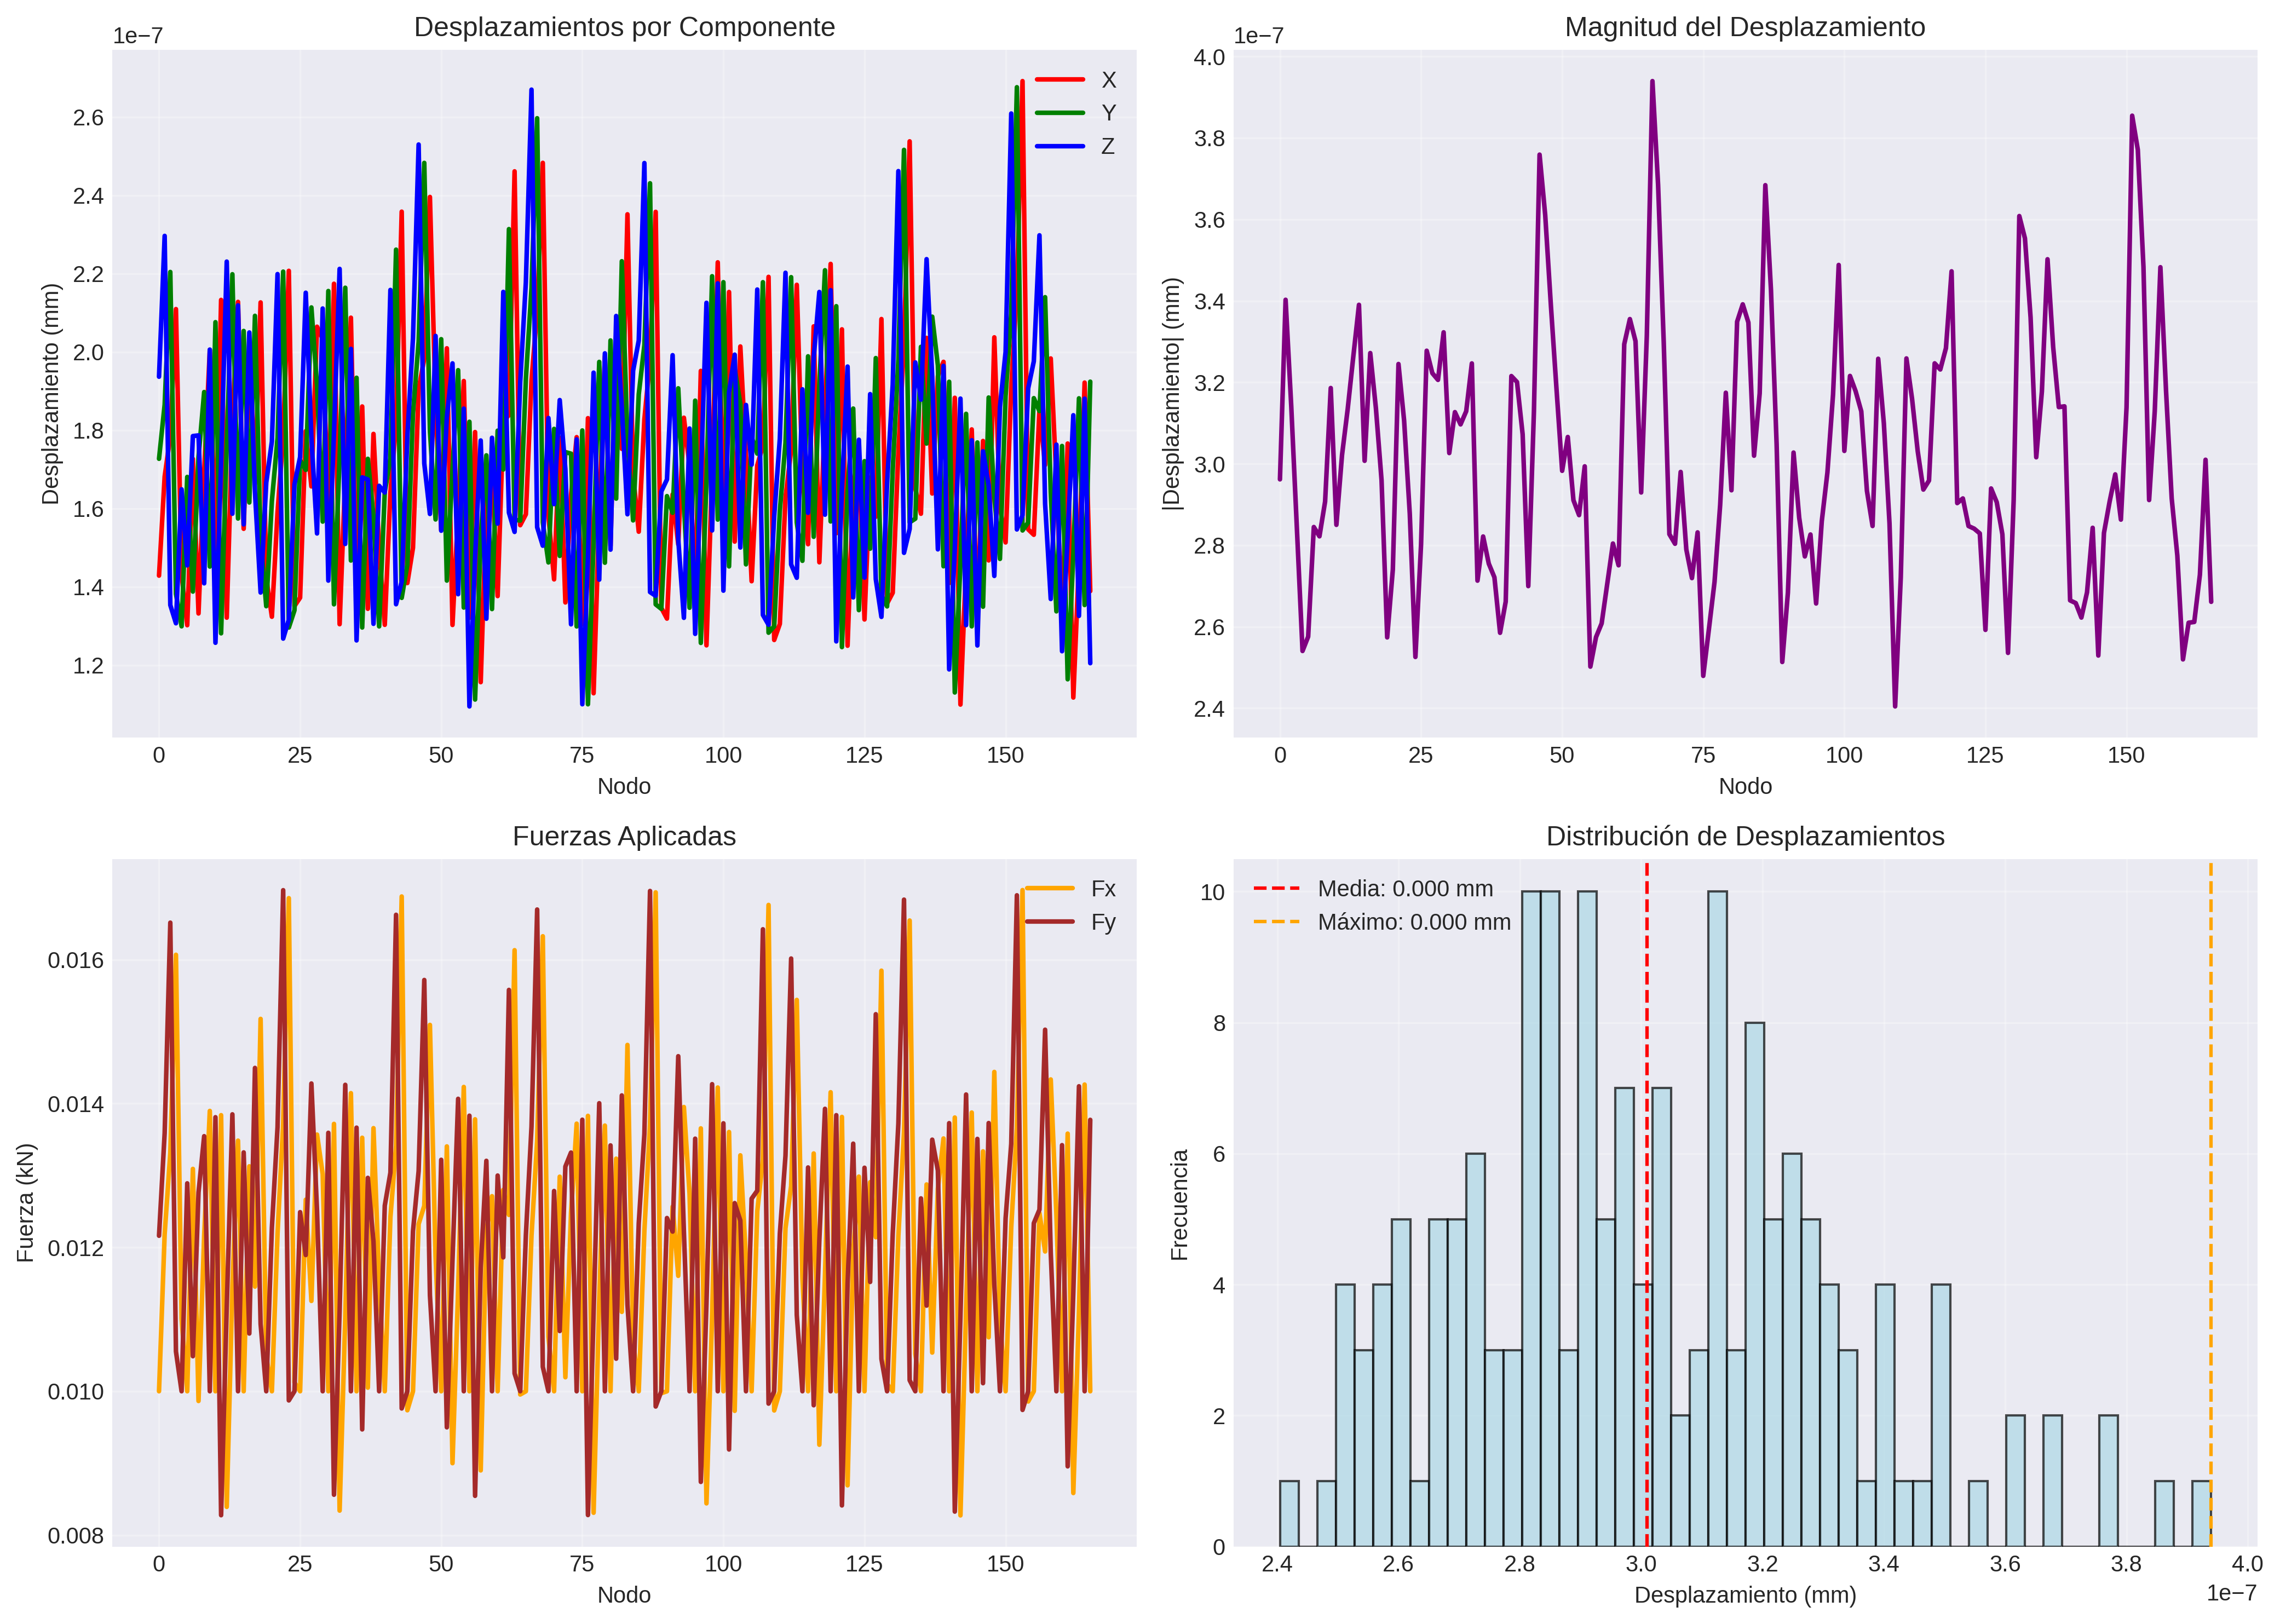 Desplazamientos por Componente
1e−7
Desplazamiento (mm)
2.6
2.4
2.2
2.0
1.8
1.6
1.4
1.2
X
Y
Z
0 25 50 75 100 125 150
Nodo
Magnitud del Desplazamiento
1e−7
|Desplazamiento| (mm)
4.0
3.8
3.6
3.4
3.2
3.0
2.8
2.6
2.4
0 25 50 75 100 125 150
Nodo
Fuerzas Aplicadas
Fuerza (kN)
0.016
0.014
0.012
0.010
0.008
Fx
Fy
0 25 50 75 100 125 150
Nodo
Distribución de Desplazamientos
Frecuencia
10
8
6
4
2
0
Media: 0.000 mm
Máximo: 0.000 mm
2.4 2.6 2.8 3.0 3.2 3.4 3.6 3.8 4.0
1e−7
Desplazamiento (mm)